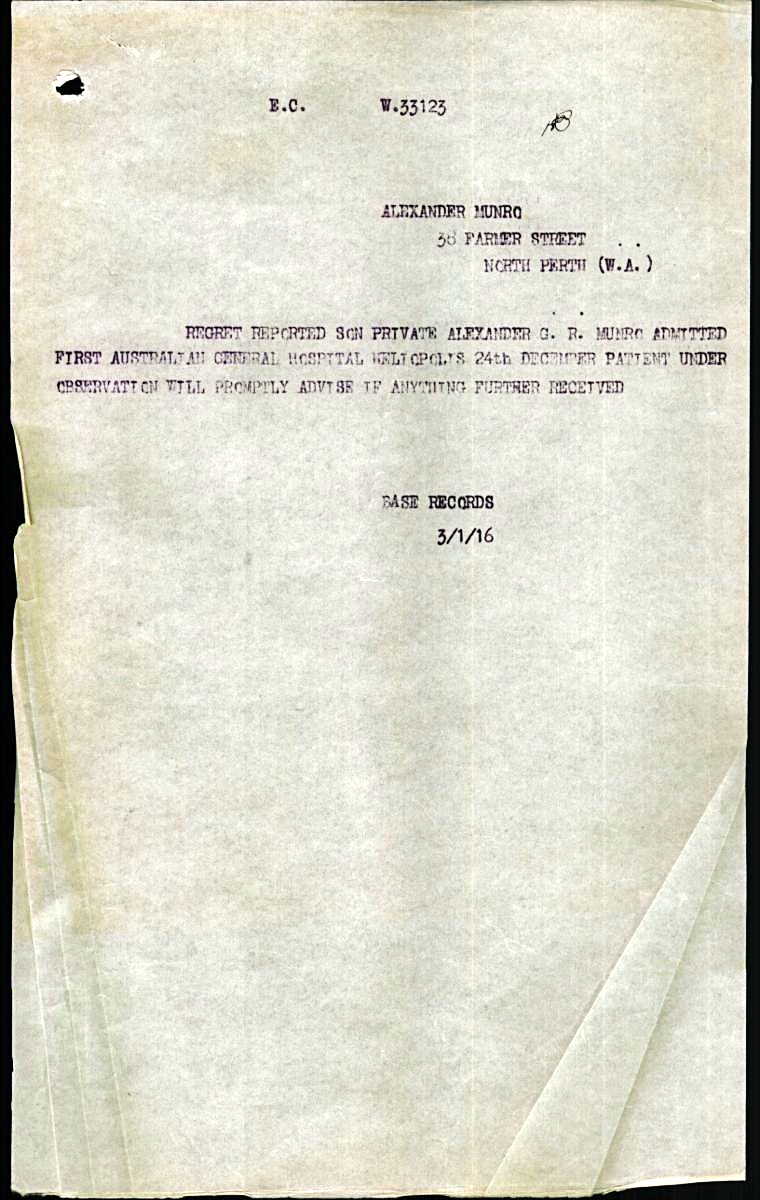 E.C. W.33123
ALEXANDER MUNRO
38 FARMER STREET
NORTH PERTH (W.A.)
REGRET REPORTED SON PRIVATE ALEXANDER G. R. MUNRO ADMITTED
FIRST AUSTRALIAN GENERAL HOSPITAL HELIOPOLIS 24th DECEMBER PATIENT UNDER
OBSERVATION WILL PROMPTLY ADVISE IF ANYTHING FURTHER RECEIVED
BASE RECORDS
3/1/16